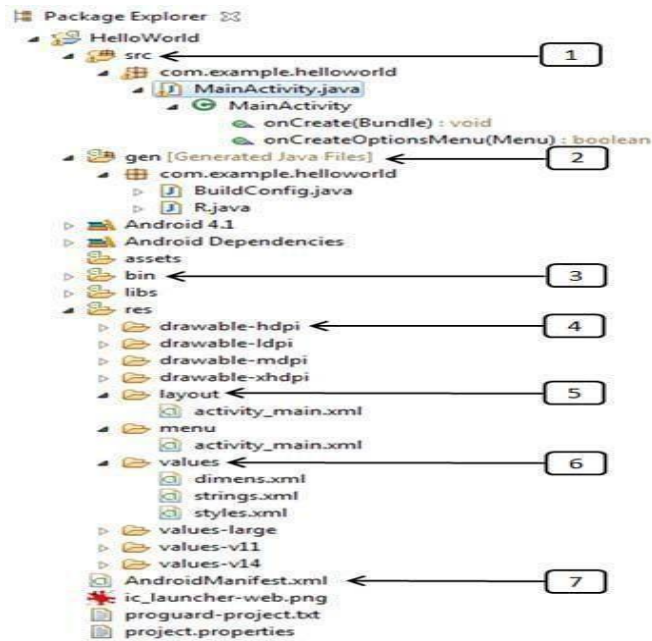 Package Explorer
HelloWorld
src 1
com.example.helloworld
MainActivity.java
MainActivity
onCreate(Bundle) : void
onCreateOptionsMenu(Menu) : boolean
gen [Generated Java Files] 2
com.example.helloworld
BuildConfig.java
R.java
Android 4.1
Android Dependencies
assets
bin 3
libs
res
drawable-hdpi 4
drawable-ldpi
drawable-mdpi
drawable-xhdpi
layout 5
activity_main.xml
menu
activity_main.xml
values 6
dimens.xml
strings.xml
styles.xml
values-large
values-v11
values-v14
AndroidManifest.xml 7
ic_launcher-web.png
proguard-project.txt
project.properties